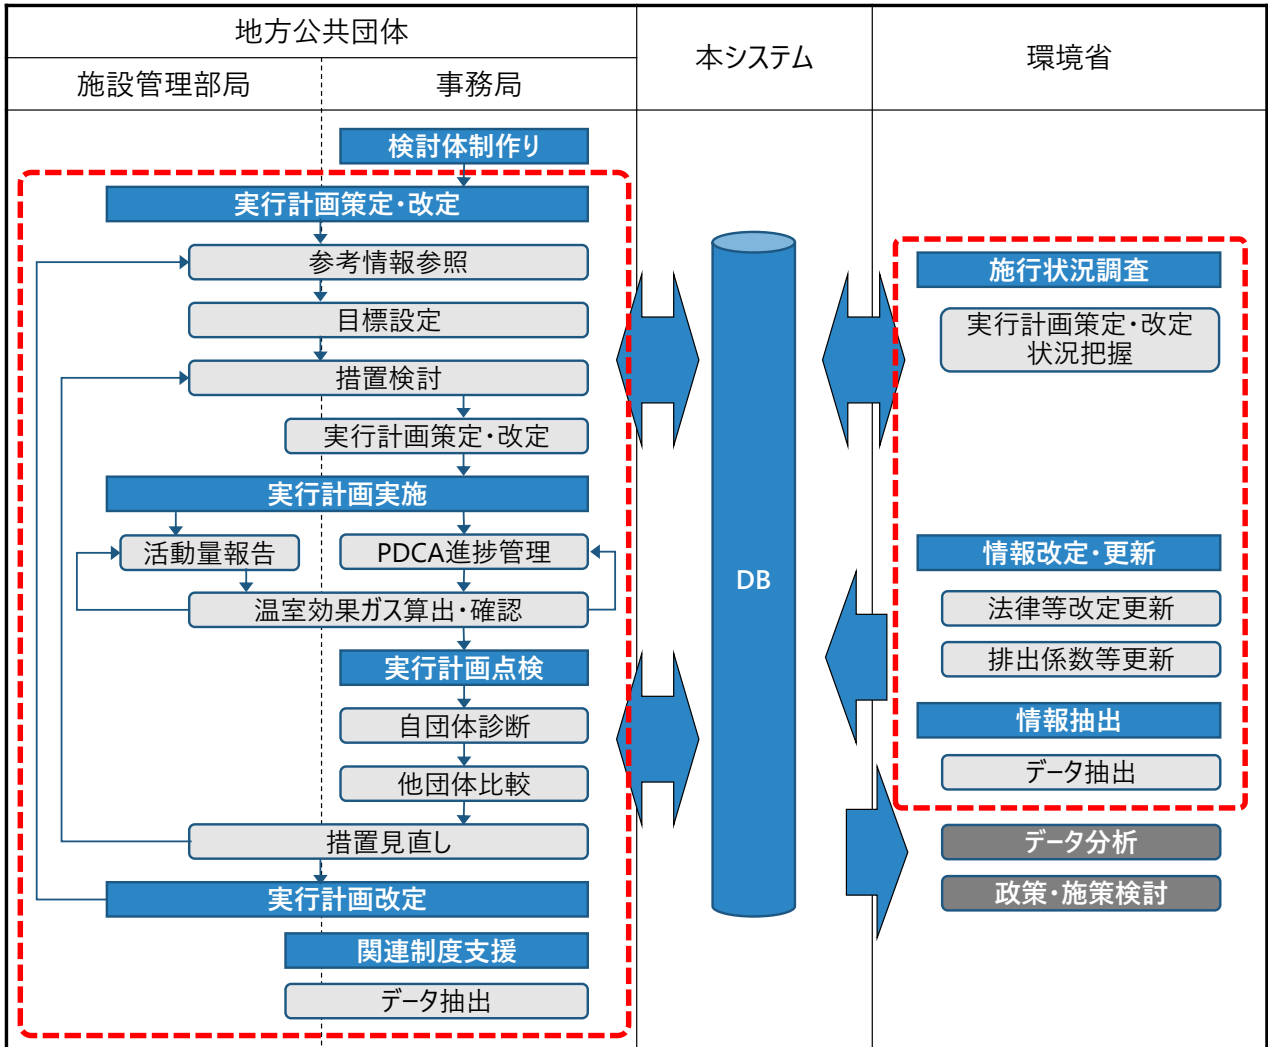 地方公共団体
施設管理部局
事務局
本システム
環境省
検討体制作り
実行計画策定・改定
参考情報参照
目標設定
措置検討
実行計画策定・改定
実行計画実施
活動量報告
PDCA進捗管理
温室効果ガス算出・確認
実行計画点検
自団体診断
他団体比較
措置見直し
実行計画改定
関連制度支援
データ抽出
DB
施行状況調査
実行計画策定・改定
状況把握
情報改定・更新
法律等改定更新
排出係数等更新
情報抽出
データ抽出
データ分析
政策・施策検討